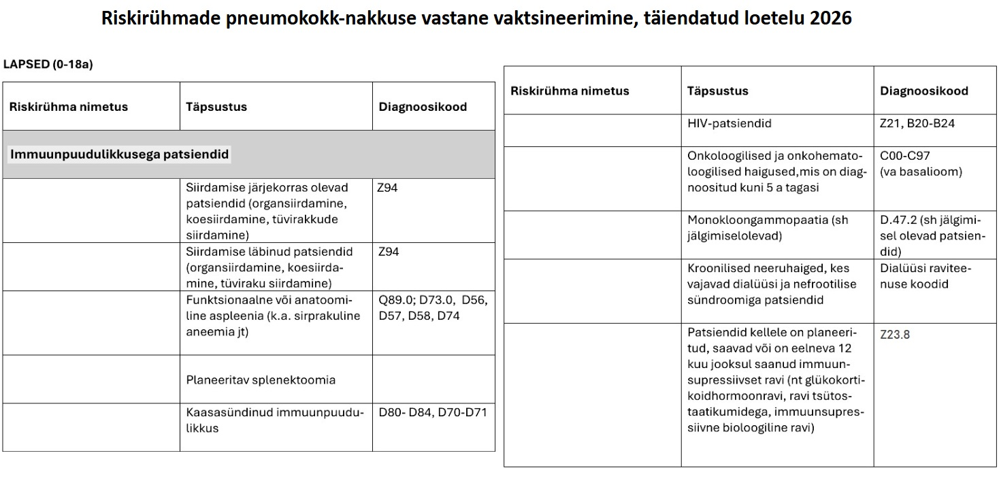 Riskirühmade pneumokokk-nakkuse vastane vaktsineerimine, täiendatud loetelu 2026
LAPSED (0-18a)
Riskirühma nimetus Täpsustus Diagnoosikood
Immuunpuudulikkusega patsiendid
Siirdamise järjekorras olevad Z94
patsiendid (organsiirdamine,
koesiirdamine, tüvirakkude
siirdamine)
Siirdamise läbinud patsiendid Z94
(organsiirdamine, koesiirda-
mine, tüviraku siirdamine)
Funktsionaalne või anatoomi- Q89.0; D73.0, D56,
line aspleenia (k.a. sirprakuline D57, D58, D74
aneemia jt)
Planeeritav splenektoomia
Kaasasündinud immuunpuudu- D80- D84, D70-D71
likkus
Riskirühma nimetus Täpsustus Diagnoosikood
HIV-patsiendid Z21, B20-B24
Onkoloogilised ja onkohemato- C00-C97
loogilised haigused,mis on diag- (va basalioom)
noositud kuni 5 a tagasi
Monokloongammopaatia (sh D.47.2 (sh jälgimi-
jälgimiselolevad) sel olevad patsien-
did)
Kroonilised neeruhaiged, kes Dialüüsi ravitee-
vajavad dialüüsi ja nefrootilise nuse koodid
sündroomiga patsiendid
Patsiendid kellele on planeeri- Z23.8
tud, saavad või on eelneva 12
kuu jooksul saanud immuun-
supressiivset ravi (nt glükokorti-
koidhormoonravi, ravi tsütos-
taatikumidega, immuunsupres-
siivne bioloogiline ravi)